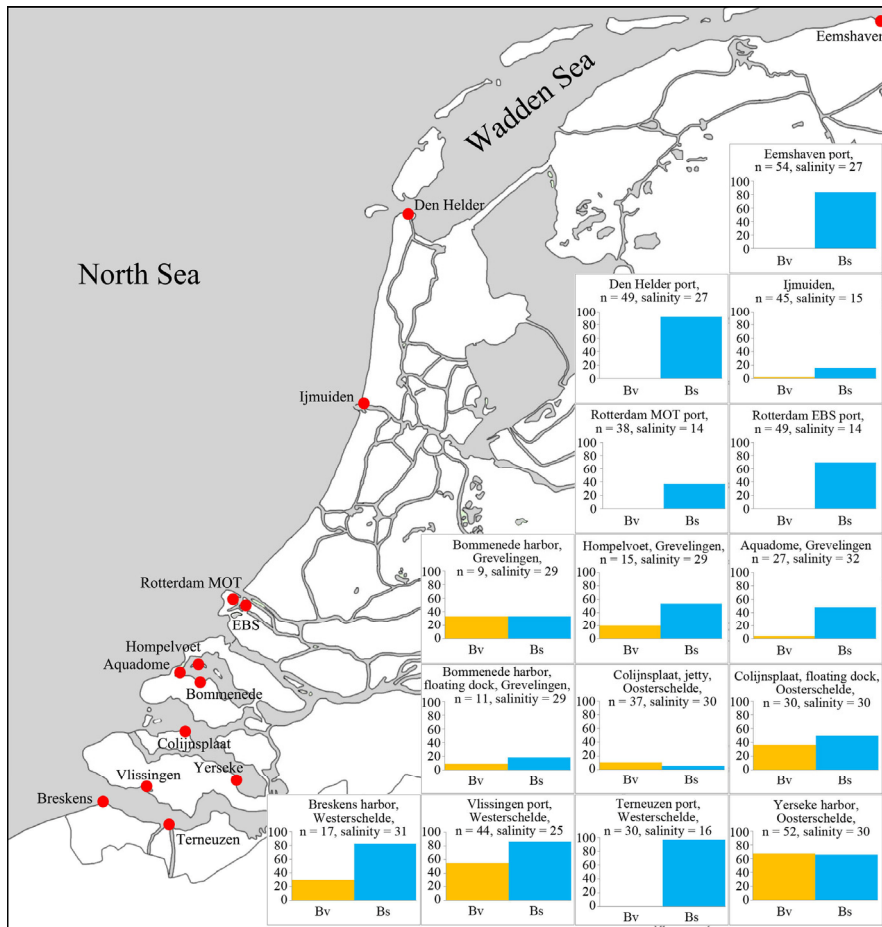 Eemshaven
Wadden Sea
Den Helder
North Sea
Ijmuiden
Rotterdam MOT
EBS
Hompelvoet
Aquadome
Bommenede
Colijnsplaat
Yerseke
Vlissingen
Breskens
Terneuzen
Eemshaven port,
n = 54, salinity = 27
100
80
60
40
20
0
Bv Bs
Den Helder port,
n = 49, salinity = 27
100
80
60
40
20
0
Bv Bs
Ijmuiden,
n = 45, salinity = 15
100
80
60
40
20
0
Bv Bs
Rotterdam MOT port,
n = 38, salinity = 14
100
80
60
40
20
0
Bv Bs
Rotterdam EBS port,
n = 49, salinity = 14
100
80
60
40
20
0
Bv Bs
Bommenede harbor,
Grevelingen,
n = 9, salinity = 29
100
80
60
40
20
0
Bv Bs
Hompelvoet, Grevelingen,
n = 15, salinity = 29
100
80
60
40
20
0
Bv Bs
Aquadome, Grevelingen
n = 27, salinity = 32
100
80
60
40
20
0
Bv Bs
Bommenede harbor,
floating dock, Grevelingen,
n = 11, salinitiy = 29
100
80
60
40
20
0
Bv Bs
Colijnsplaat, jetty,
Oosterschelde,
n = 37, salinity = 30
100
80
60
40
20
0
Bv Bs
Colijnsplaat, floating dock,
Oosterschelde,
n = 30, salinity = 30
100
80
60
40
20
0
Bv Bs
Breskens harbor,
Westerschelde,
n = 17, salinity = 31
100
80
60
40
20
0
Bv Bs
Vlissingen port,
Westerschelde,
n = 44, salinity = 25
100
80
60
40
20
0
Bv Bs
Terneuzen port,
Westerschelde,
n = 30, salinity = 16
100
80
60
40
20
0
Bv Bs
Yerseke harbor,
Oosterschelde,
n = 52, salinity = 30
100
80
60
40
20
0
Bv Bs